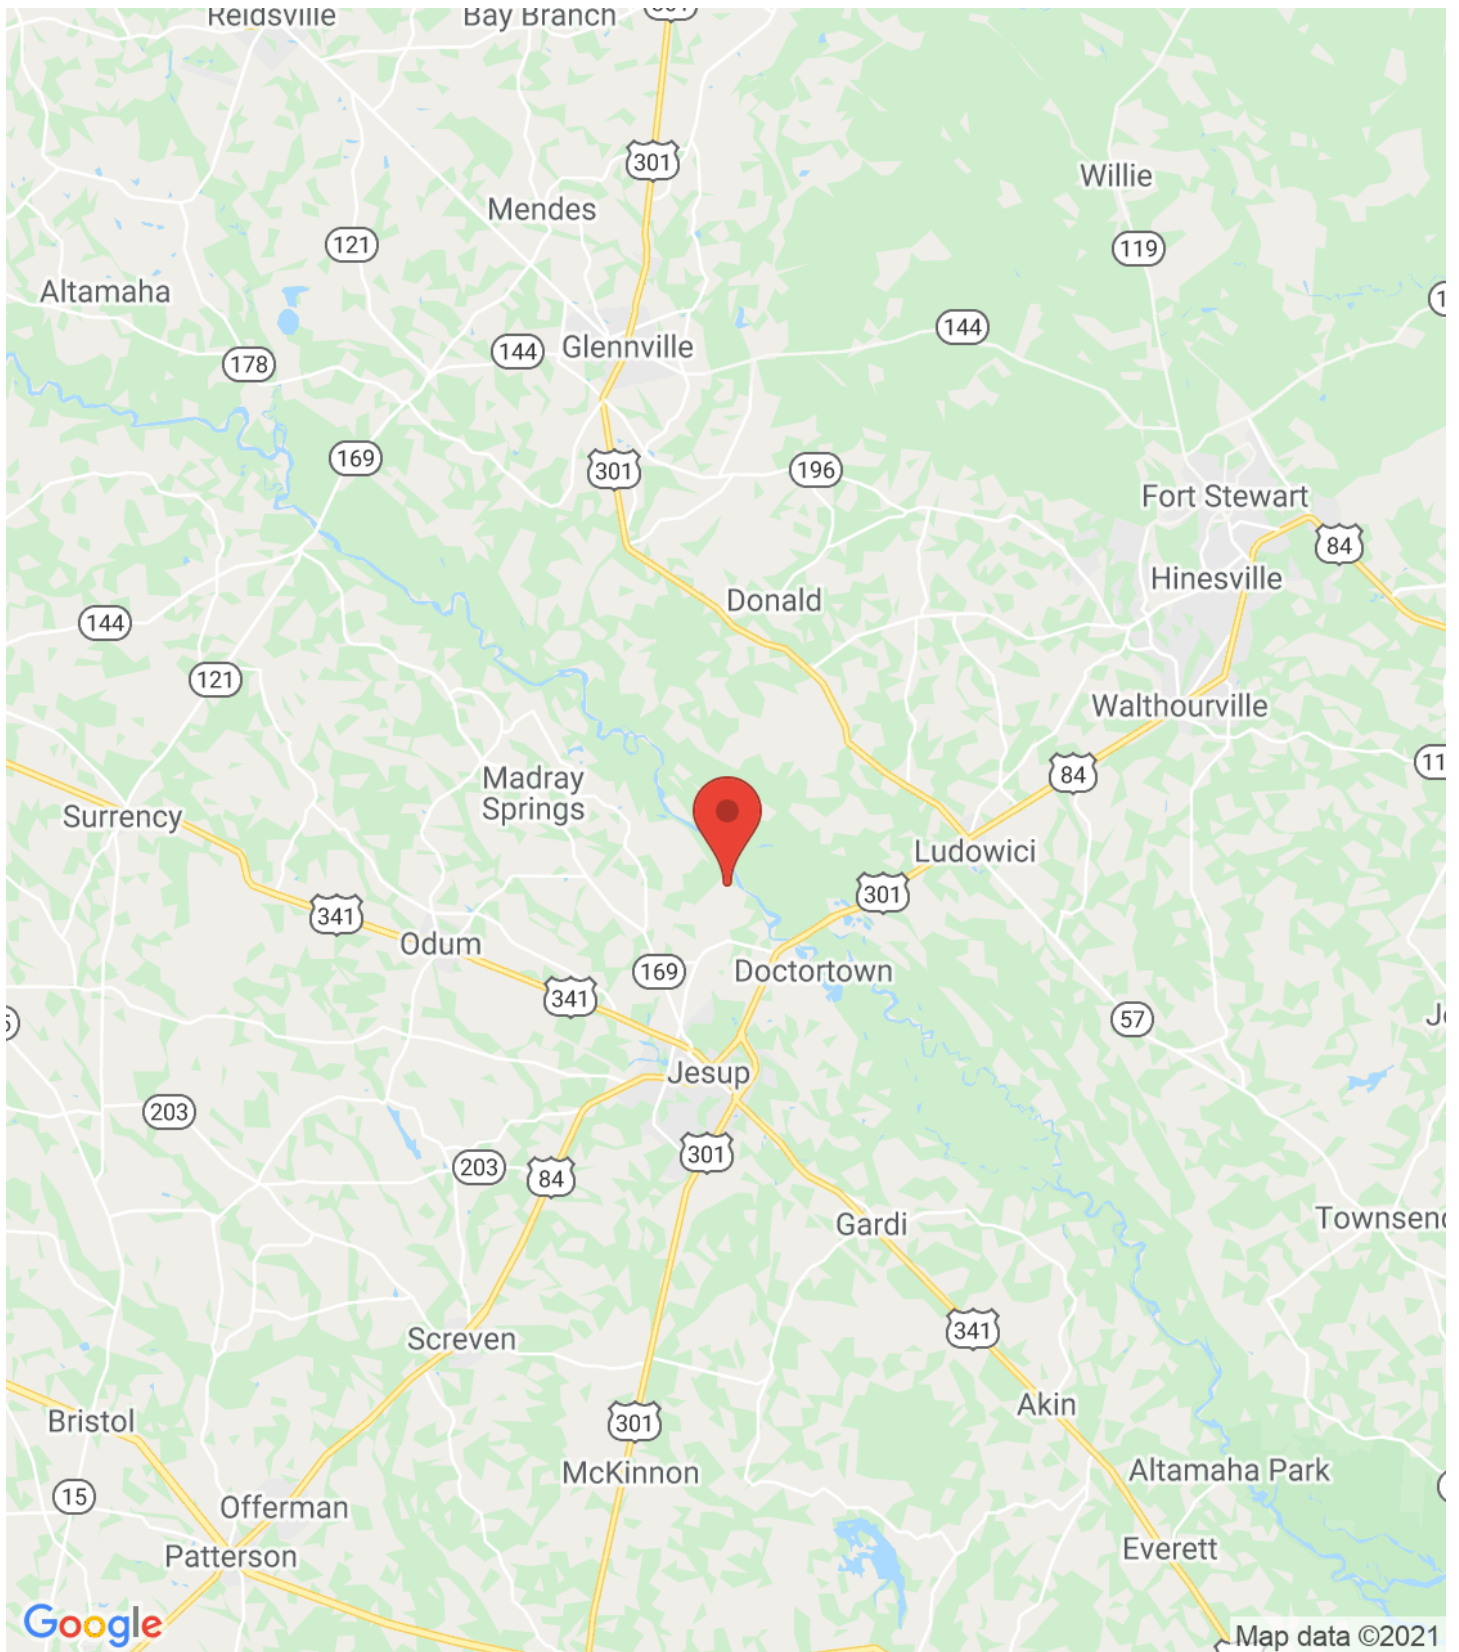 Reidsville
Bay Branch
301
301
Willie
Mendes
121
119
Altamaha
144
178
144
Glennville
169
301
196
Fort Stewart
84
Hinesville
Donald
144
121
Walthourville
Madray
Springs
84
11
Surrency
Ludowici
301
341
Odum
169
Doctortown
341
57
Jesup
203
301
203
84
Townsend
Gardi
341
Screven
Akin
Bristol
301
McKinnon
Altamaha Park
15
Offerman
Everett
Patterson
Google
Map data ©2021